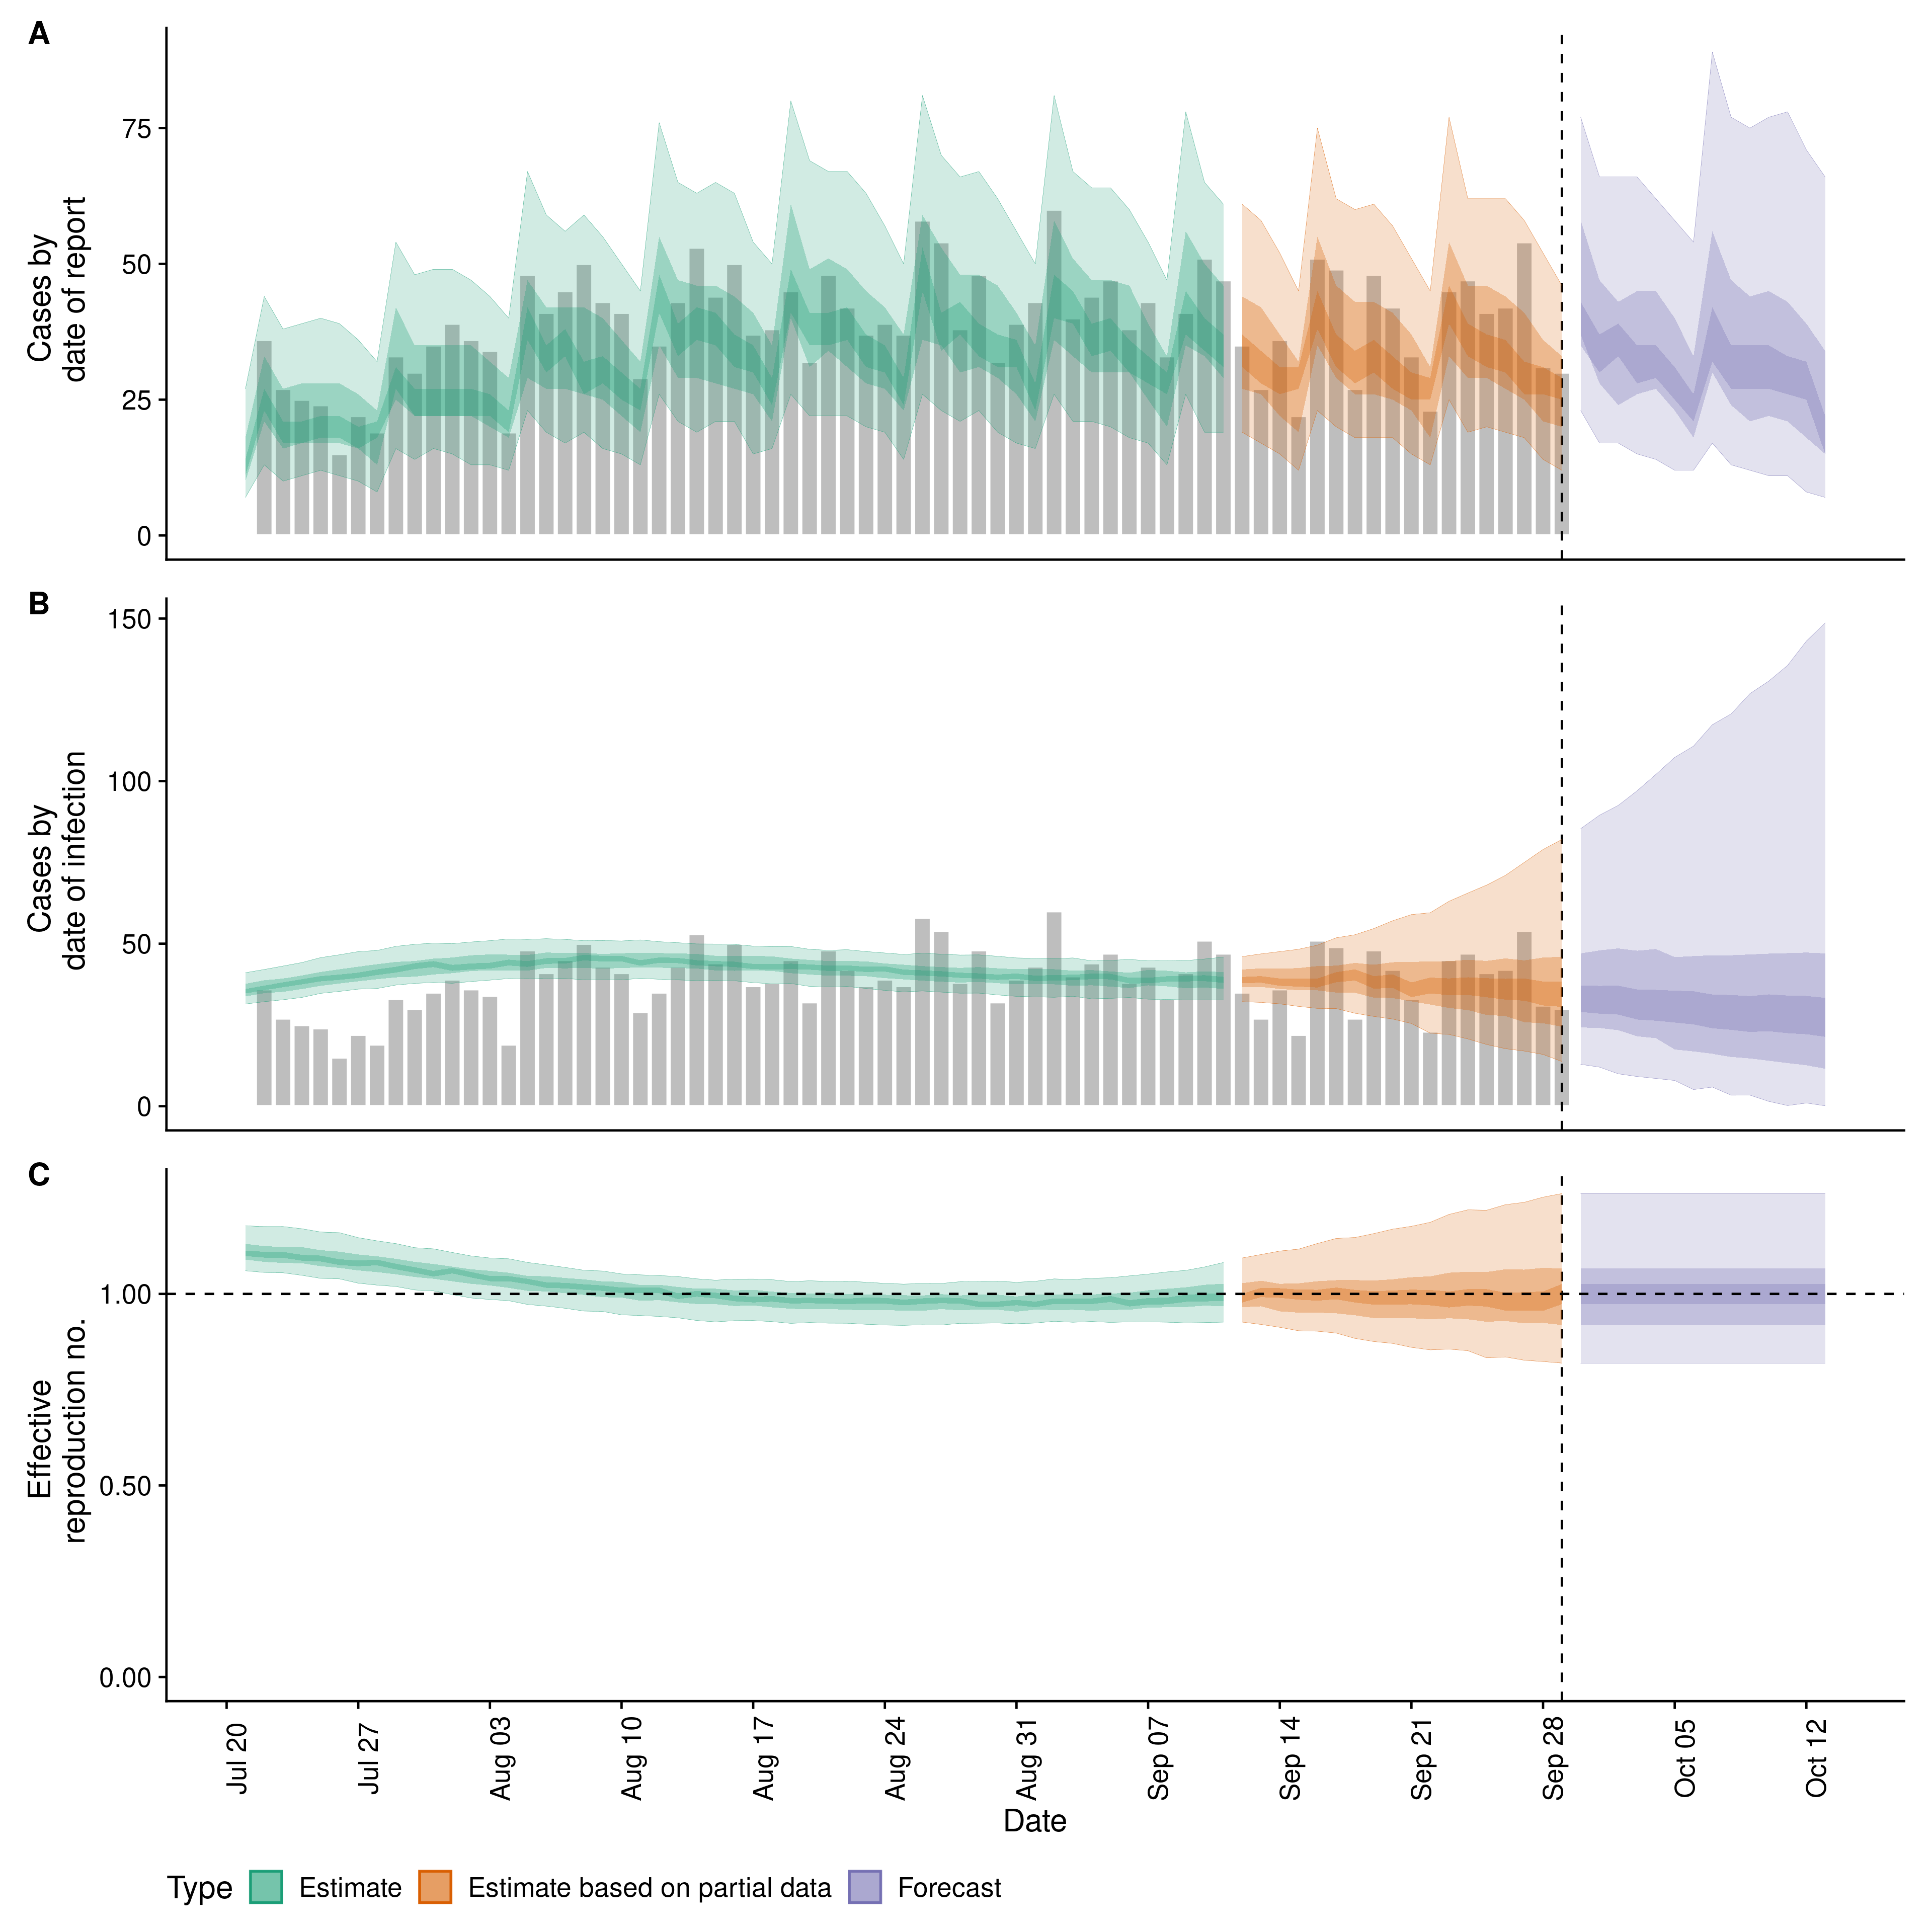 A
Cases by
date of report
75
50
25
0
B
Cases by
date of infection
150
100
50
0
C
Effective
reproduction no.
1.00
0.50
0.00
Jul 20
Jul 27
Aug 03
Aug 10
Aug 17
Aug 24
Aug 31
Sep 07
Sep 14
Sep 21
Sep 28
Oct 05
Oct 12
Date
Type Estimate Estimate based on partial data Forecast